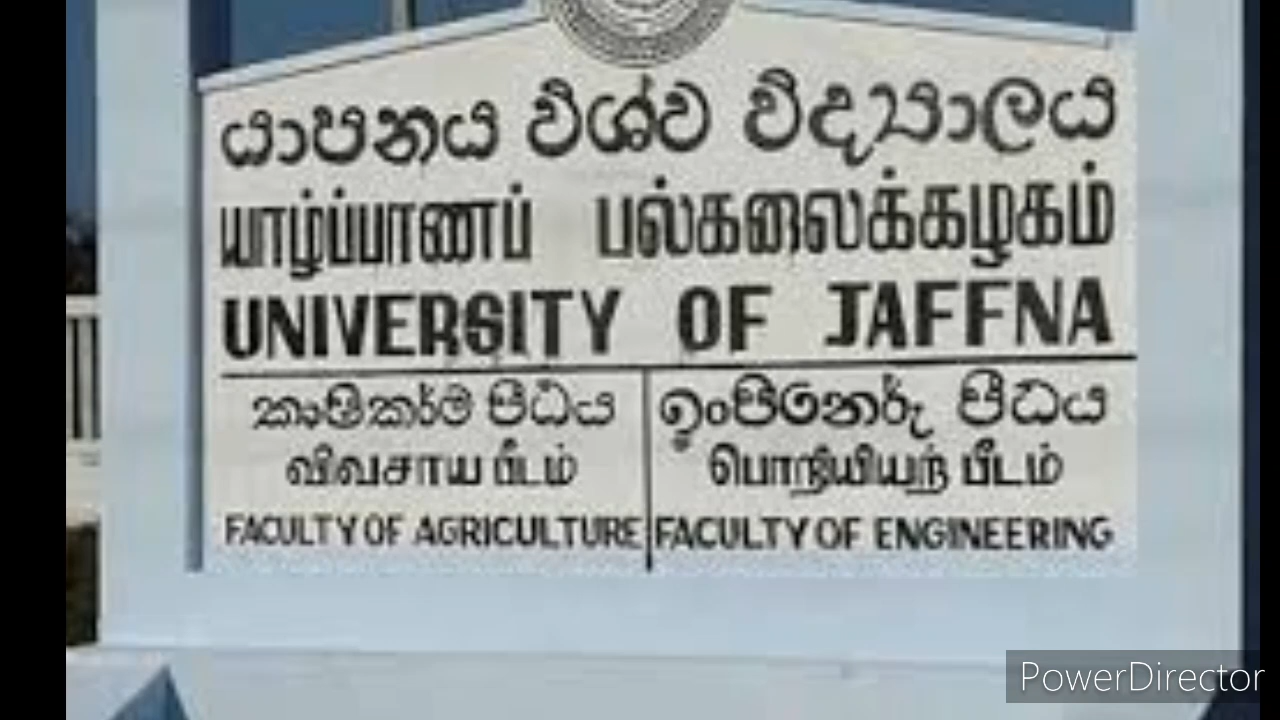 යාපනය විශ්ව විද්‍යාලය
யாழ்ப்பாணப் பல்கலைக்கழகம்
UNIVERSITY OF JAFFNA
කෘෂිකර්ම පීඨය
விவசாய பீடம்
FACULTY OF AGRICULTURE
ඉංජිනේරු පීඨය
பொறியியற் பீடம்
FACULTY OF ENGINEERING
PowerDirector